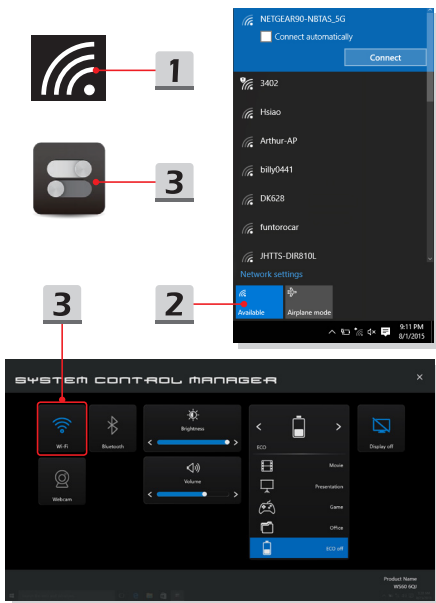 NETGEAR90-NBTAS_5G
Connect automatically
Connect
1
3402
Hsiao
Arthur-AP
3
billy0441
DK628
funtorocar
JHTTS-DIR810L
Network settings
3
2
Available
Airplane mode
9:11 PM
8/1/2015
SYSTEM CONTROL MANAGER
×
Wi-Fi
Bluetooth
Brightness
ECO
Display off
Webcam
Volume
Movie
Presentation
Game
Office
ECO off
Product Name
WS60 6QJ